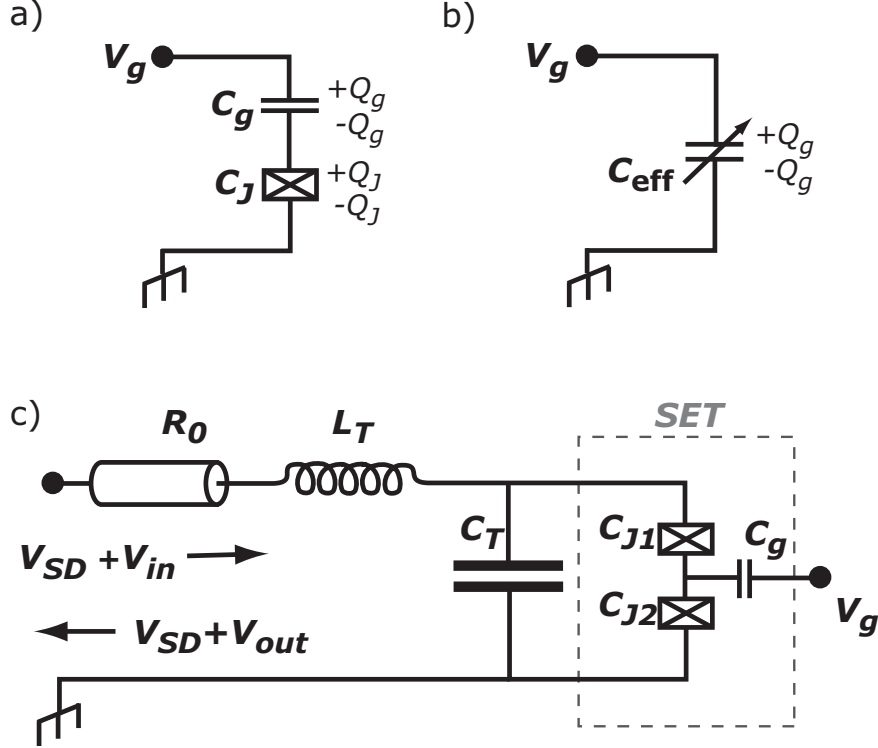 a)
V_g
C_g
+Q_g
-Q_g
C_J
+Q_J
-Q_J
b)
V_g
C_eff
+Q_g
-Q_g
c)
R_0
L_T
SET
C_T
C_J1
C_g
C_J2
V_g
V_SD +V_in
V_SD+V_out